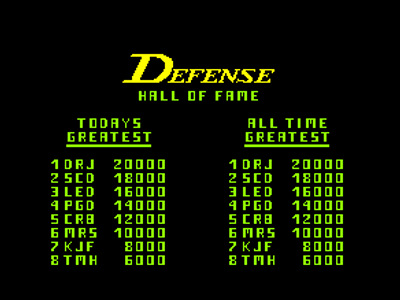 DEFENSE
HALL OF FAME
TODAYS
GREATEST
1 DRJ 20000
2 SCD 18000
3 LED 16000
4 PGD 14000
5 CRB 12000
6 MRS 10000
7 KJF 8000
8 TMH 6000
ALL TIME
GREATEST
1 DRJ 20000
2 SCD 18000
3 LED 16000
4 PGD 14000
5 CRB 12000
6 MRS 10000
7 KJF 8000
8 TMH 6000